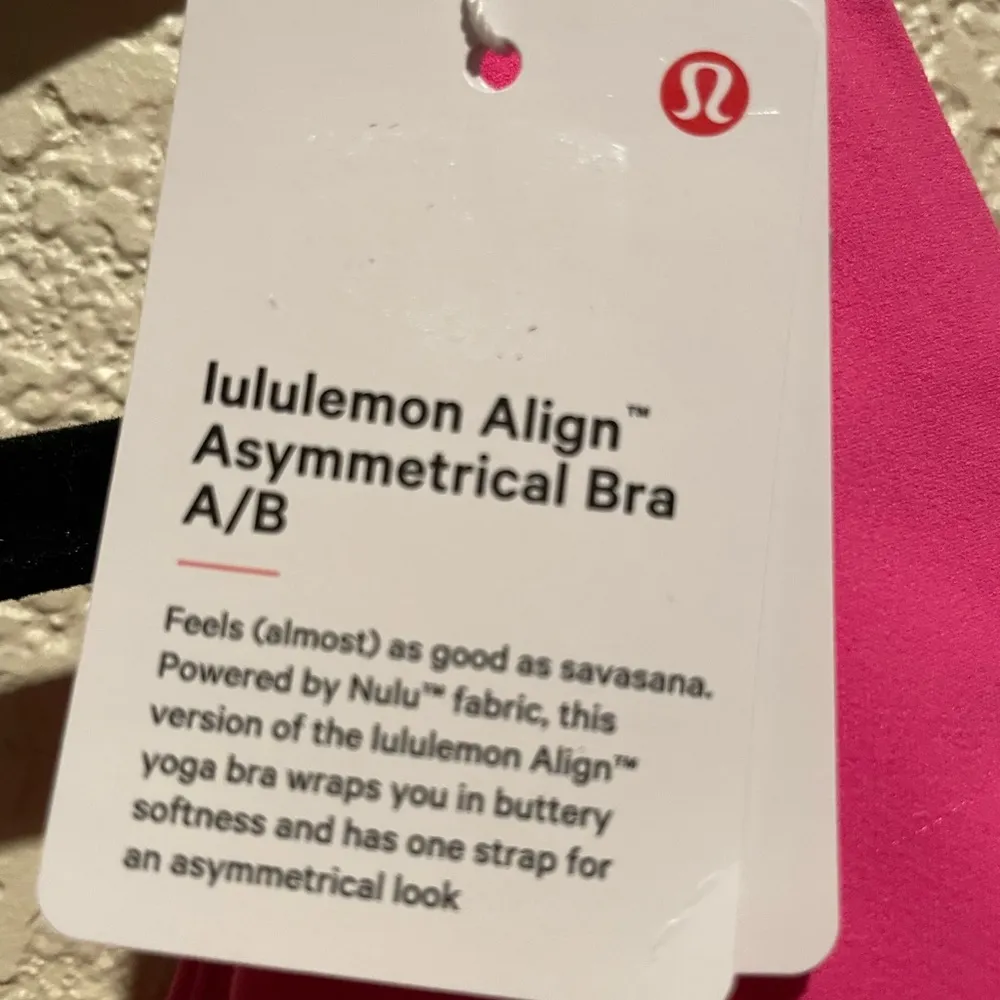 lululemon Align™
Asymmetrical Bra
A/B
Feels (almost) as good as savasana.
Powered by Nulu™ fabric, this
version of the lululemon Align™
yoga bra wraps you in buttery
softness and has one strap for
an asymmetrical look